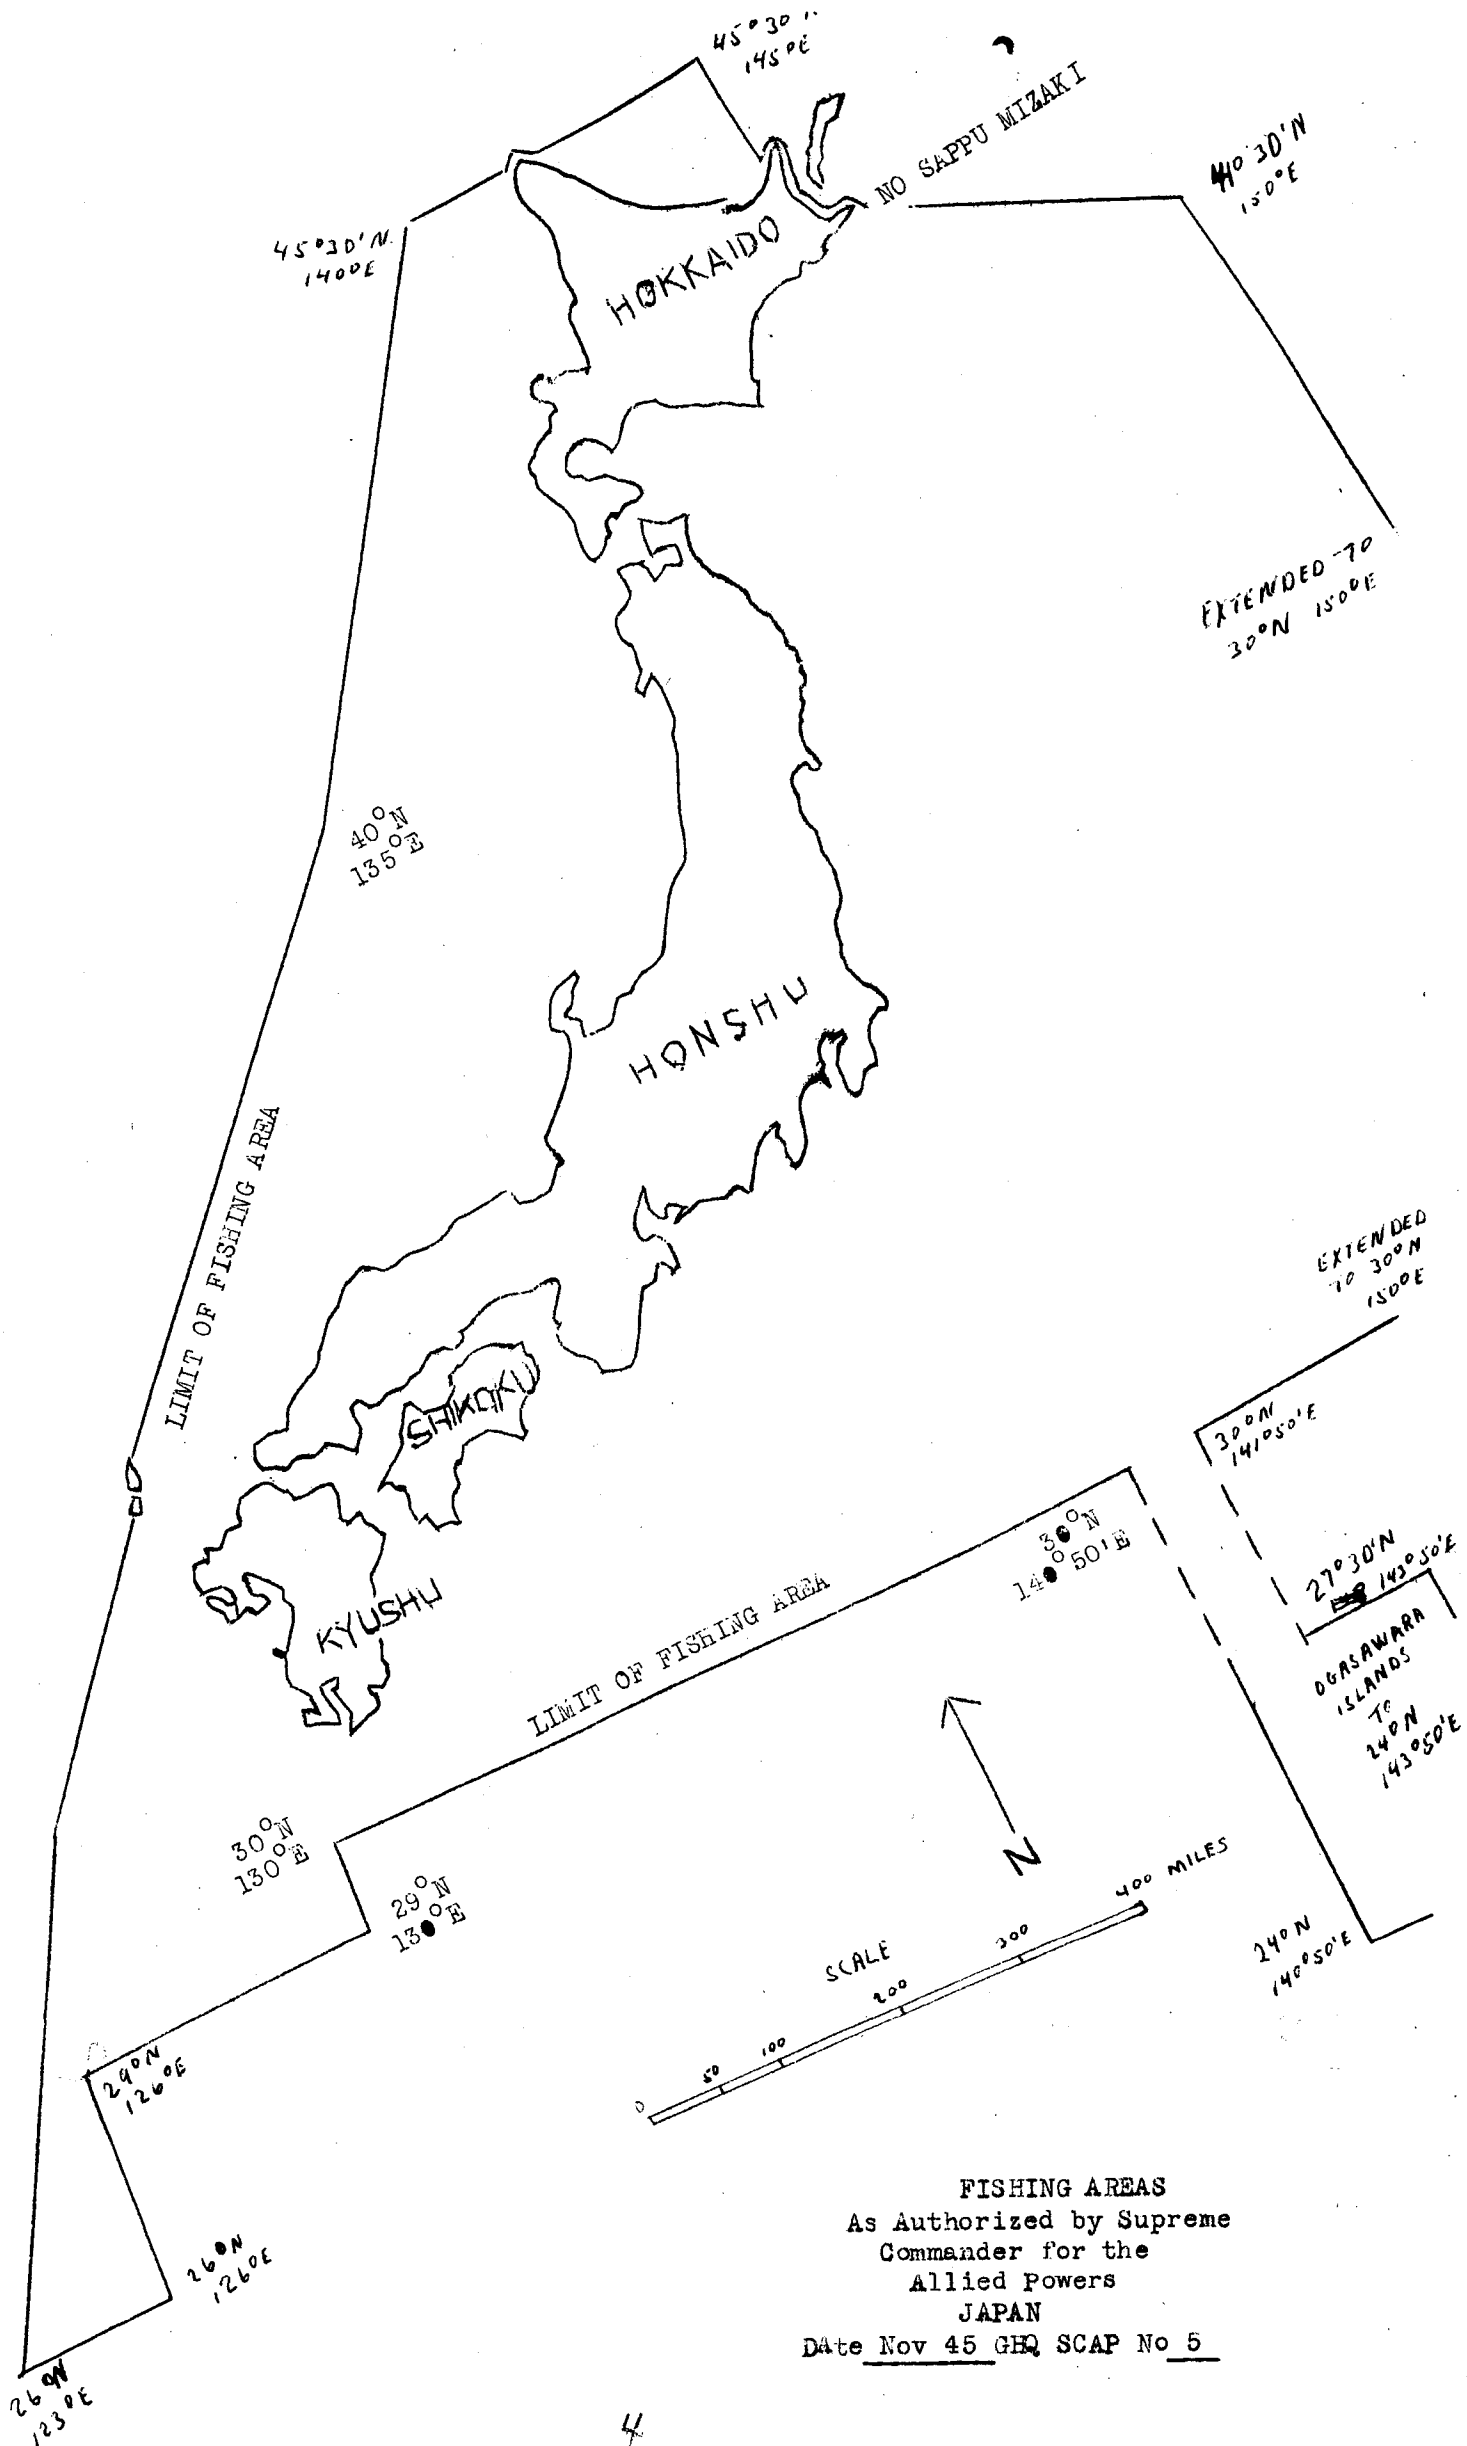 45°30'
145°E
NO SAPPU MIZAKI
41°30'N
150°E
45°30'N.
140°E
HOKKAIDO
EXTENDED TO
30°N 150°E
40°N
135°E
HONSHU
LIMIT OF FISHING AREA
EXTENDED
TO 30°N
150°E
SHIKOKU
30°N
141°50'E
30°N
140°50'E
27°30'N
143°50'E
KYUSHU
LIMIT OF FISHING AREA
OGASAWARA
ISLANDS
TO
24°N
143°50'E
30°N
130°E
29°N
130°E
N
SCALE
0
50
100
200
300
400 MILES
24°N
140°50'E
29°N
126°E
26°N
126°E
26°N
123°E
FISHING AREAS
As Authorized by Supreme
Commander for the
Allied Powers
JAPAN
DAte Nov 45 GHQ SCAP No 5
4